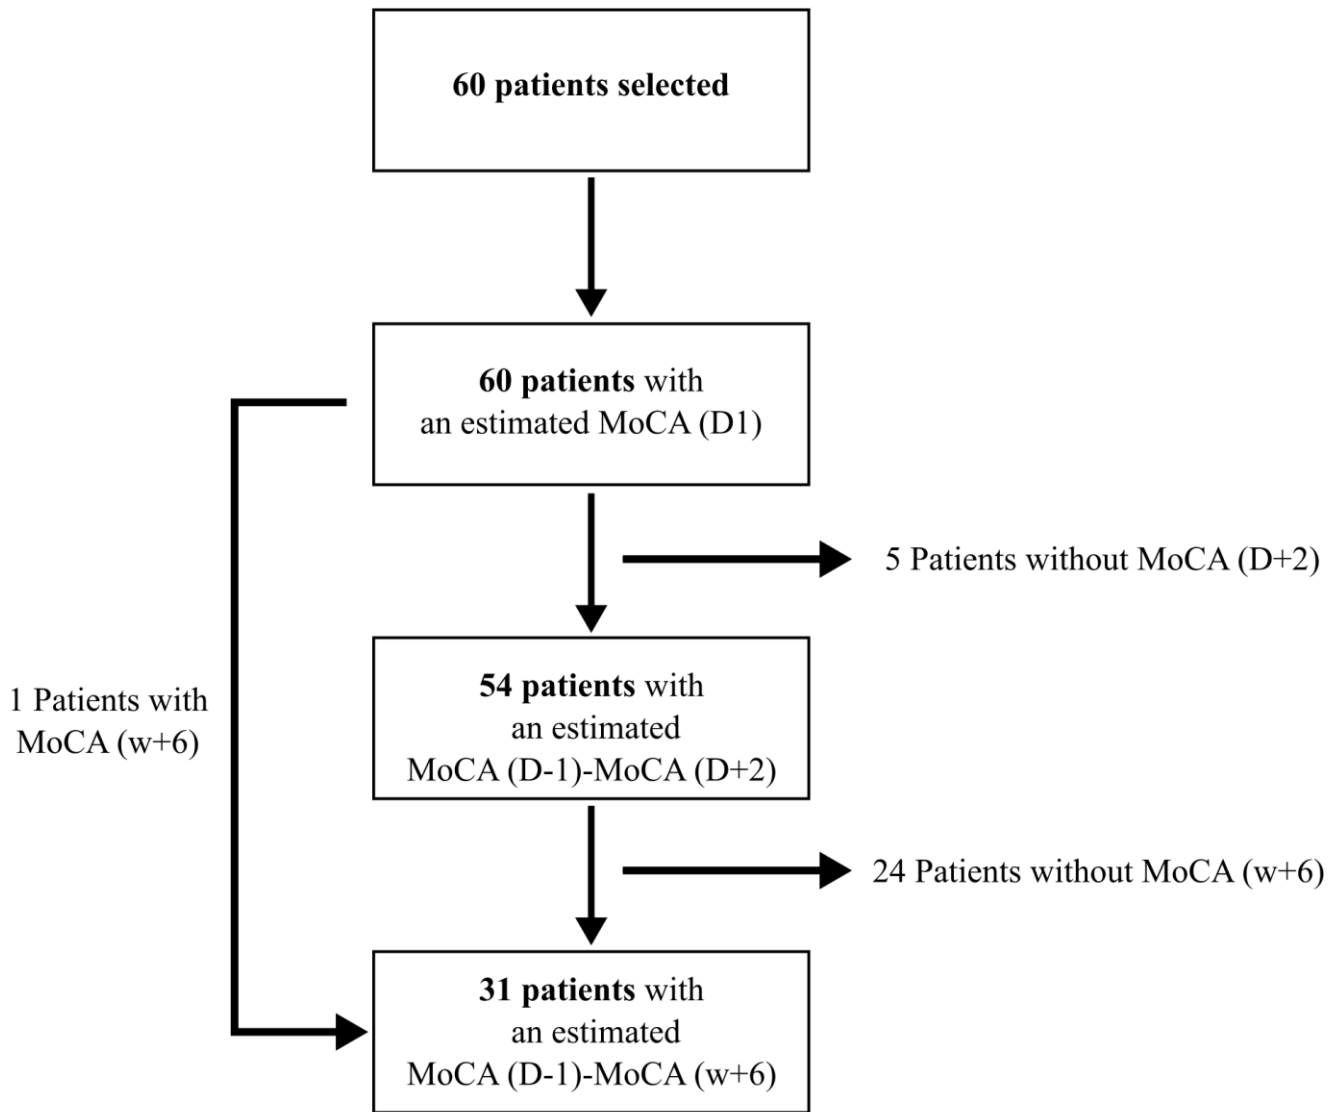 60 patients selected
60 patients with
an estimated MoCA (D1)
5 Patients without MoCA (D+2)
1 Patients with
MoCA (w+6)
54 patients with
an estimated
MoCA (D-1)-MoCA (D+2)
24 Patients without MoCA (w+6)
31 patients with
an estimated
MoCA (D-1)-MoCA (w+6)